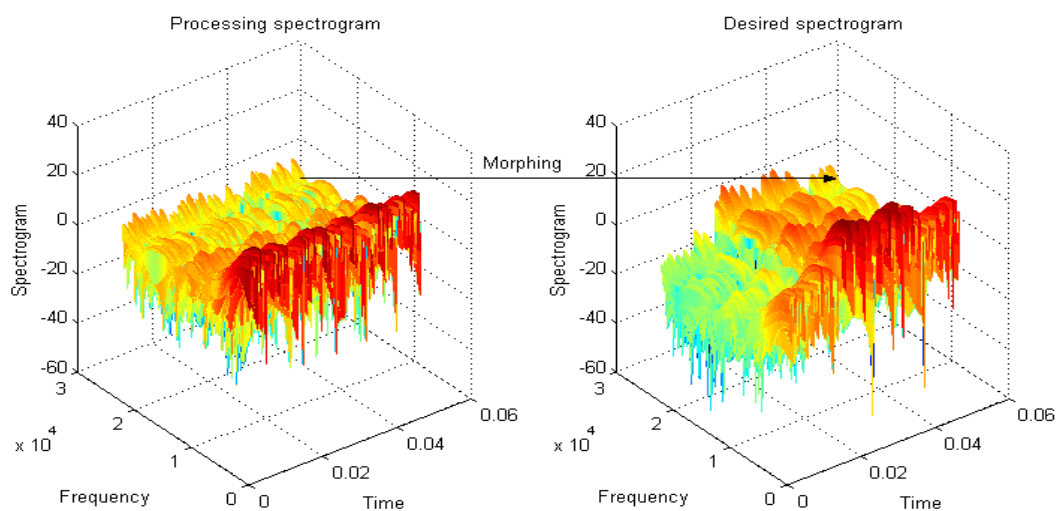 Processing spectrogram
Desired spectrogram
Morphing
40
20
0
-20
-40
-60
Spectrogram
3
2
1
0
x 10^4
Frequency
0
0.02
0.04
0.06
Time
40
20
0
-20
-40
-60
Spectrogram
3
2
1
0
x 10^4
Frequency
0
0.02
0.04
0.06
Time